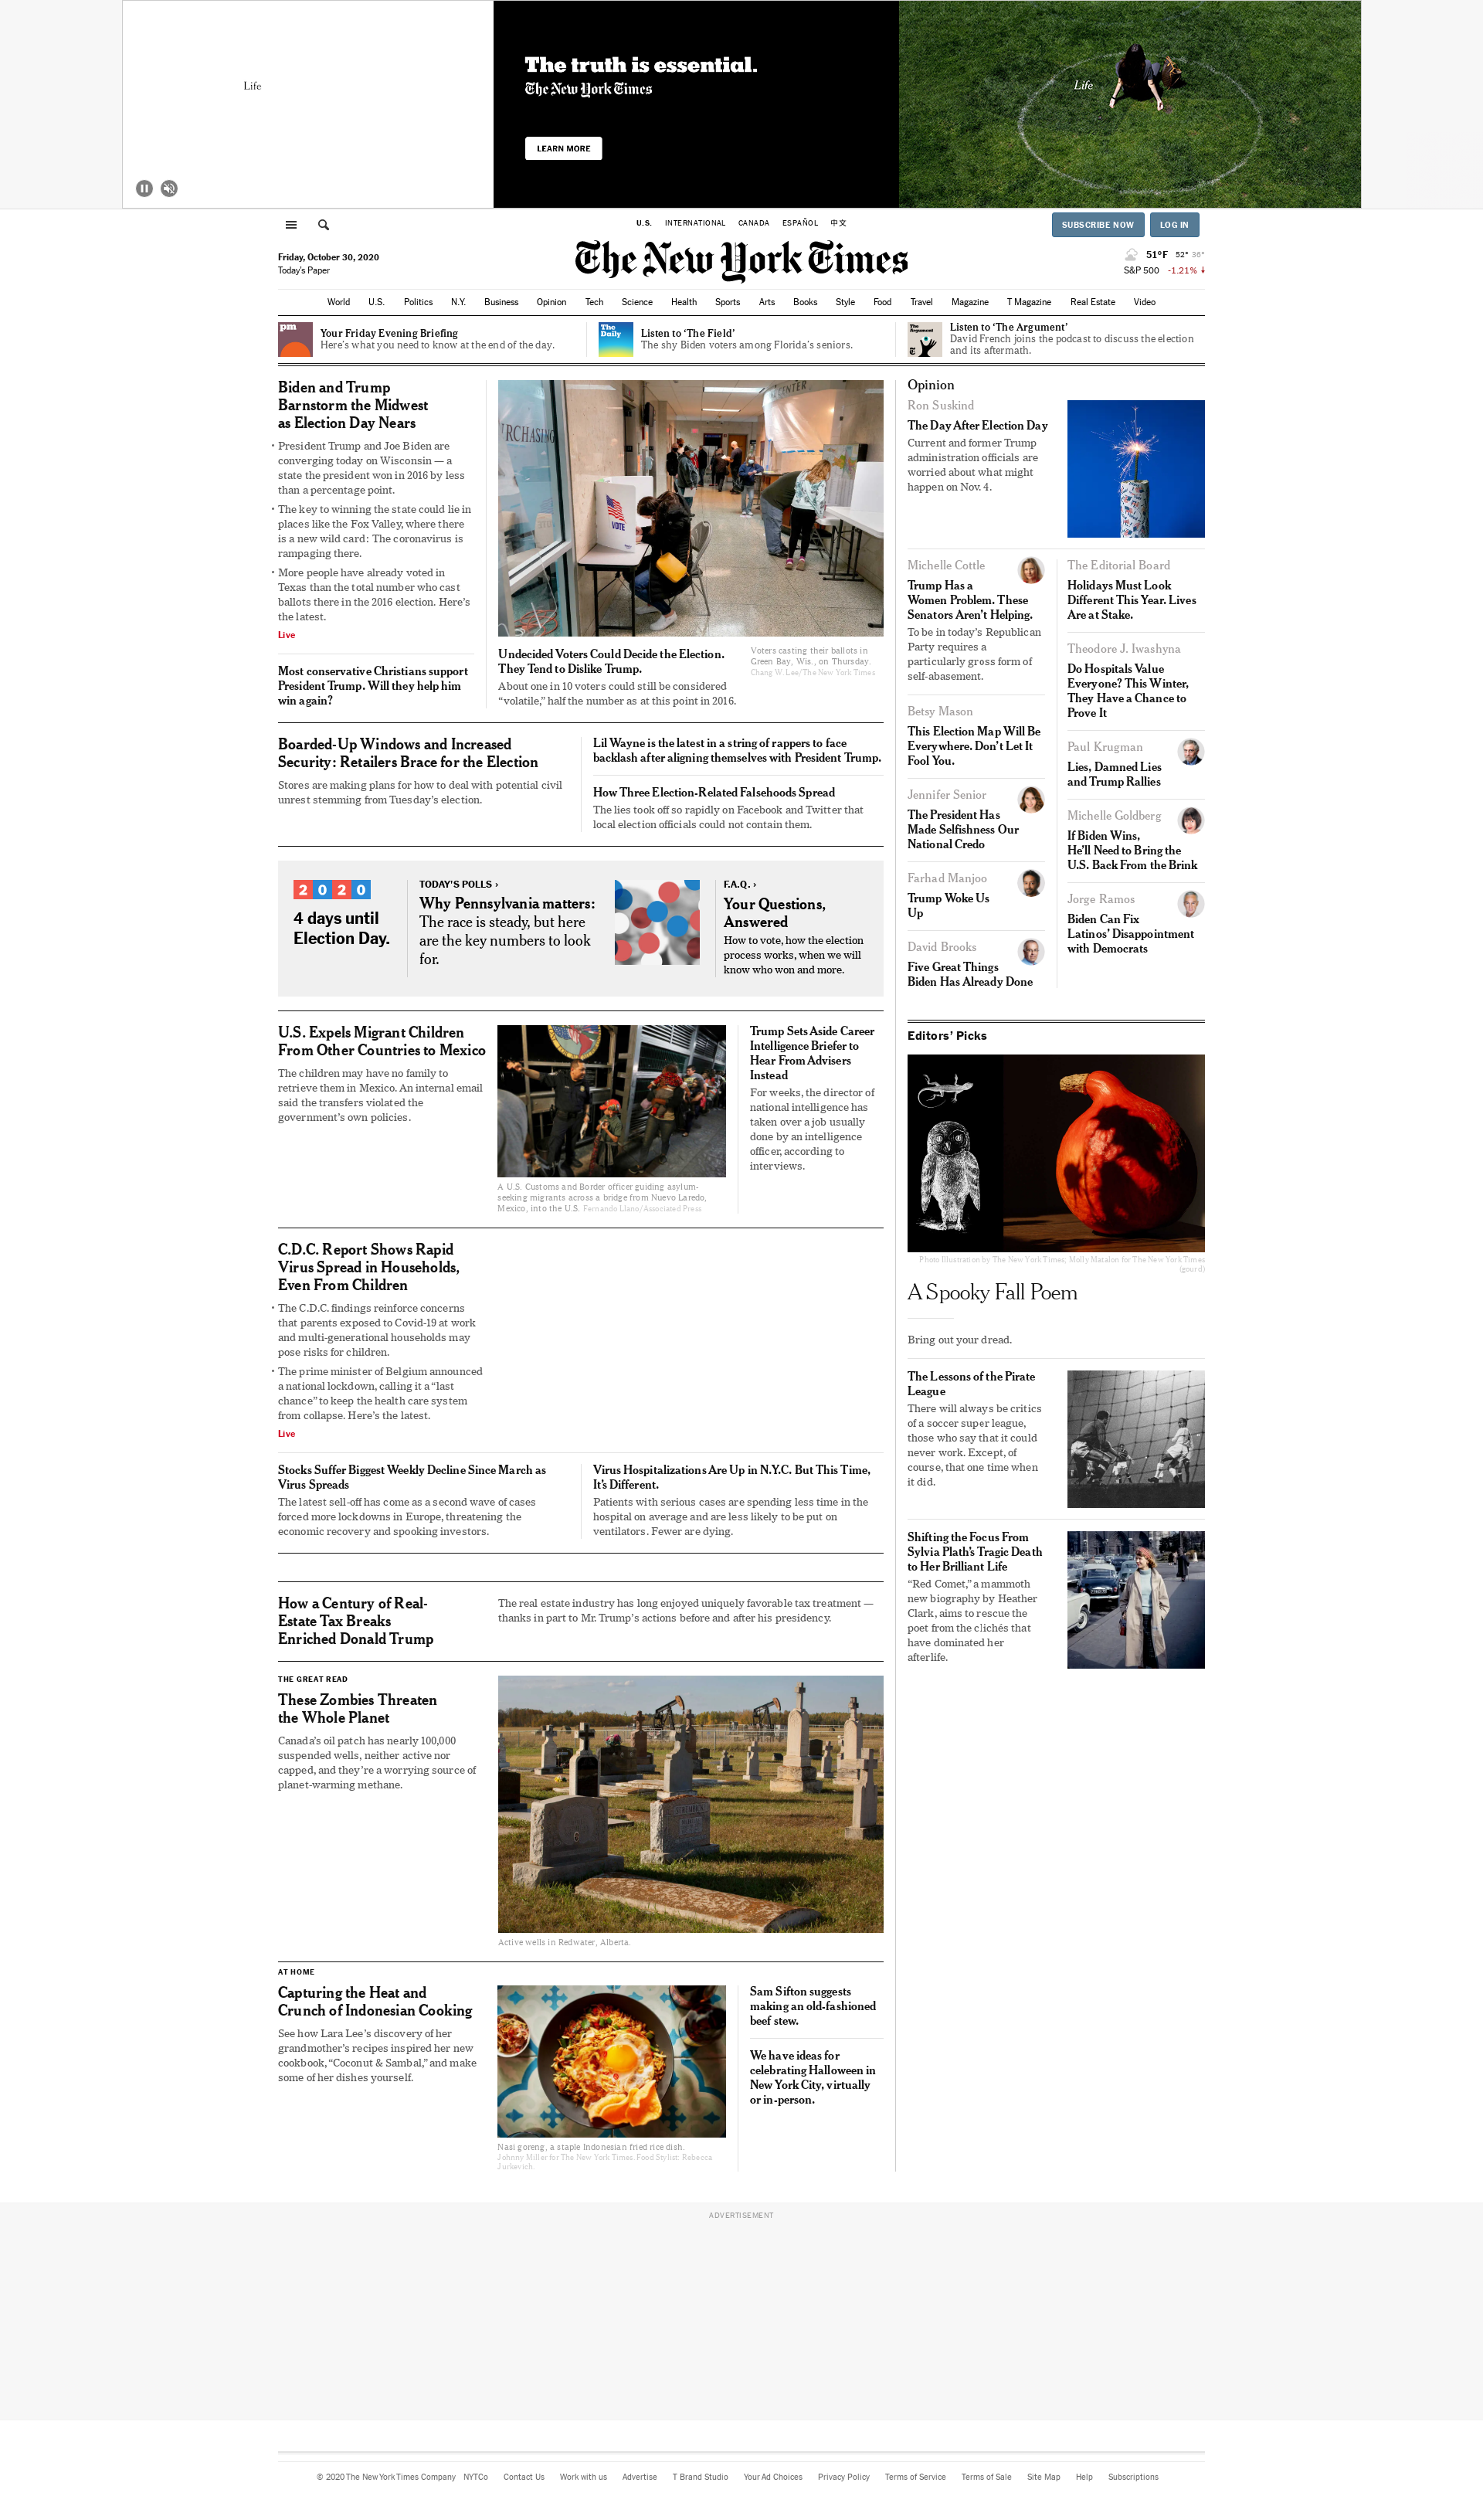 Life
The truth is essential.
The New York Times
LEARN MORE
Life
U.S. INTERNATIONAL CANADA ESPAÑOL 中文
SUBSCRIBE NOW LOG IN
Friday, October 30, 2020
Today's Paper
The New York Times
51°F 52° 36°
S&P 500 -1.21%
World U.S. Politics N.Y. Business Opinion Tech Science Health Sports Arts Books Style Food Travel Magazine T Magazine Real Estate Video
pm
Your Friday Evening Briefing
Here's what you need to know at the end of the day.
The Daily
Listen to ‘The Field’
The shy Biden voters among Florida's seniors.
The Argument
Listen to ‘The Argument’
David French joins the podcast to discuss the election
and its aftermath.
Biden and Trump
Barnstorm the Midwest
as Election Day Nears
• President Trump and Joe Biden are
converging today on Wisconsin — a
state the president won in 2016 by less
than a percentage point.
• The key to winning the state could lie in
places like the Fox Valley, where there
is a new wild card: The coronavirus is
rampaging there.
• More people have already voted in
Texas than the total number who cast
ballots there in the 2016 election. Here's
the latest.
Live
Most conservative Christians support
President Trump. Will they help him
win again?
VOTE
Undecided Voters Could Decide the Election.
They Tend to Dislike Trump.
About one in 10 voters could still be considered
“volatile,” half the number as at this point in 2016.
Voters casting their ballots in
Green Bay, Wis., on Thursday.
Chang W. Lee/The New York Times
Boarded-Up Windows and Increased
Security: Retailers Brace for the Election
Stores are making plans for how to deal with potential civil
unrest stemming from Tuesday's election.
Lil Wayne is the latest in a string of rappers to face
backlash after aligning themselves with President Trump.
How Three Election-Related Falsehoods Spread
The lies took off so rapidly on Facebook and Twitter that
local election officials could not contain them.
2020
4 days until
Election Day.
TODAY'S POLLS ›
Why Pennsylvania matters:
The race is steady, but here
are the key numbers to look
for.
F.A.Q. ›
Your Questions,
Answered
How to vote, how the election
process works, when we will
know who won and more.
U.S. Expels Migrant Children
From Other Countries to Mexico
The children may have no family to
retrieve them in Mexico. An internal email
said the transfers violated the
government's own policies.
A U.S. Customs and Border officer guiding asylum-
seeking migrants across a bridge from Nuevo Laredo,
Mexico, into the U.S. Fernando Llano/Associated Press
Trump Sets Aside Career
Intelligence Briefer to
Hear From Advisers
Instead
For weeks, the director of
national intelligence has
taken over a job usually
done by an intelligence
officer, according to
interviews.
C.D.C. Report Shows Rapid
Virus Spread in Households,
Even From Children
• The C.D.C. findings reinforce concerns
that parents exposed to Covid-19 at work
and multi-generational households may
pose risks for children.
• The prime minister of Belgium announced
a national lockdown, calling it a “last
chance” to keep the health care system
from collapse. Here's the latest.
Live
Stocks Suffer Biggest Weekly Decline Since March as
Virus Spreads
The latest sell-off has come as a second wave of cases
forced more lockdowns in Europe, threatening the
economic recovery and spooking investors.
Virus Hospitalizations Are Up in N.Y.C. But This Time,
It's Different.
Patients with serious cases are spending less time in the
hospital on average and are less likely to be put on
ventilators. Fewer are dying.
How a Century of Real-
Estate Tax Breaks
Enriched Donald Trump
The real estate industry has long enjoyed uniquely favorable tax treatment —
thanks in part to Mr. Trump's actions before and after his presidency.
THE GREAT READ
These Zombies Threaten
the Whole Planet
Canada's oil patch has nearly 100,000
suspended wells, neither active nor
capped, and they're a worrying source of
planet-warming methane.
Active wells in Redwater, Alberta.
AT HOME
Capturing the Heat and
Crunch of Indonesian Cooking
See how Lara Lee's discovery of her
grandmother's recipes inspired her new
cookbook, “Coconut & Sambal,” and make
some of her dishes yourself.
Nasi goreng, a staple Indonesian fried rice dish.
Johnny Miller for The New York Times. Food Stylist: Rebecca
Jurkevich.
Sam Sifton suggests
making an old-fashioned
beef stew.
We have ideas for
celebrating Halloween in
New York City, virtually
or in-person.
Opinion
Ron Suskind
The Day After Election Day
Current and former Trump
administration officials are
worried about what might
happen on Nov. 4.
Michelle Cottle
Trump Has a
Women Problem. These
Senators Aren't Helping.
To be in today's Republican
Party requires a
particularly gross form of
self-abasement.
Betsy Mason
This Election Map Will Be
Everywhere. Don't Let It
Fool You.
Jennifer Senior
The President Has
Made Selfishness Our
National Credo
Farhad Manjoo
Trump Woke Us
Up
David Brooks
Five Great Things
Biden Has Already Done
The Editorial Board
Holidays Must Look
Different This Year. Lives
Are at Stake.
Theodore J. Iwashyna
Do Hospitals Value
Everyone? This Winter,
They Have a Chance to
Prove It
Paul Krugman
Lies, Damned Lies
and Trump Rallies
Michelle Goldberg
If Biden Wins,
He'll Need to Bring the
U.S. Back From the Brink
Jorge Ramos
Biden Can Fix
Latinos' Disappointment
with Democrats
Editors' Picks
Photo Illustration by The New York Times; Molly Matalon for The New York Times
(gourd)
A Spooky Fall Poem
Bring out your dread.
The Lessons of the Pirate
League
There will always be critics
of a soccer super league,
those who say that it could
never work. Except, of
course, that one time when
it did.
Shifting the Focus From
Sylvia Plath's Tragic Death
to Her Brilliant Life
“Red Comet,” a mammoth
new biography by Heather
Clark, aims to rescue the
poet from the clichés that
have dominated her
afterlife.
ADVERTISEMENT
© 2020 The New York Times Company NYTCo Contact Us Work with us Advertise T Brand Studio Your Ad Choices Privacy Policy Terms of Service Terms of Sale Site Map Help Subscriptions